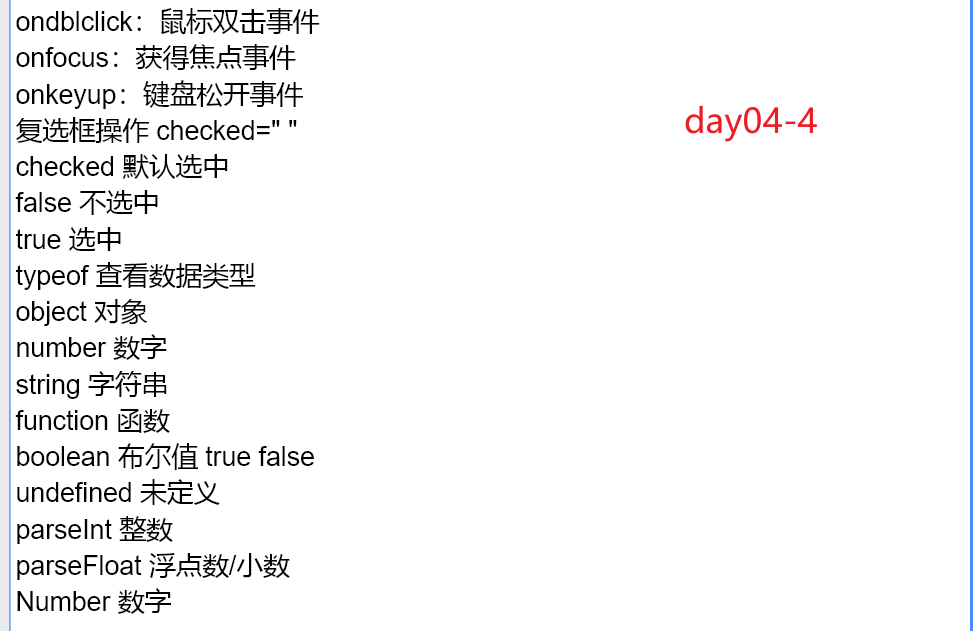 ondblclick：鼠标双击事件
onfocus：获得焦点事件
onkeyup：键盘松开事件
复选框操作 checked=" "
day04-4
checked 默认选中
false 不选中
true 选中
typeof 查看数据类型
object 对象
number 数字
string 字符串
function 函数
boolean 布尔值 true false
undefined 未定义
parseInt 整数
parseFloat 浮点数/小数
Number 数字